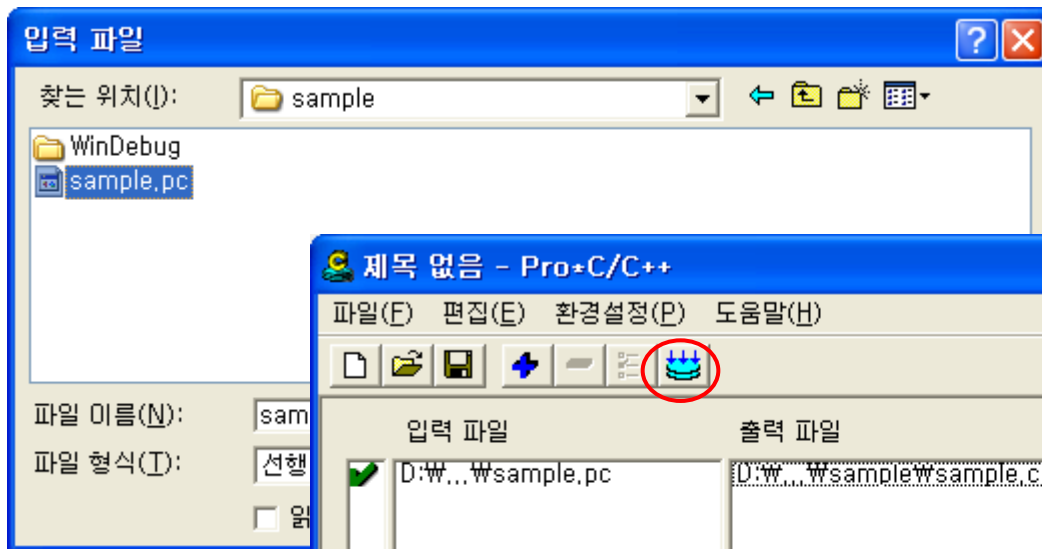 입력 파일
찾는 위치(I):
sample
WinDebug
sample.pc
파일 이름(N):
sam
파일 형식(T):
선행
읽
제목 없음 - Pro*C/C++
파일(F) 편집(E) 환경설정(P) 도움말(H)
입력 파일 출력 파일
D:₩...₩sample.pc D:₩...₩sample₩sample.c